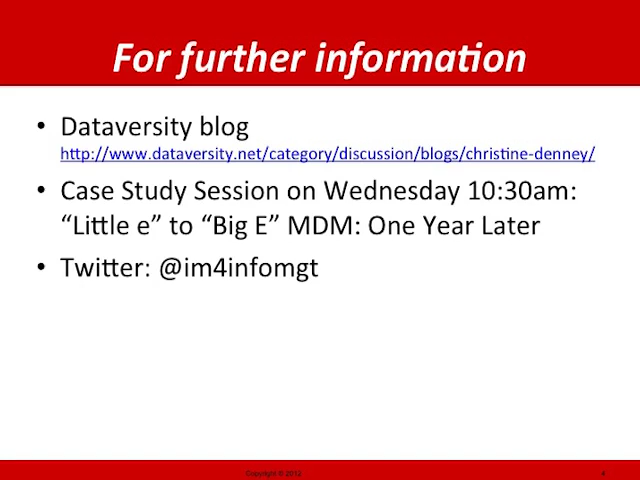 For further information
• Dataversity blog
http://www.dataversity.net/category/discussion/blogs/christine-denney/
• Case Study Session on Wednesday 10:30am:
“Little e” to “Big E” MDM: One Year Later
• Twitter: @im4infomgt
Copyright © 2012
4